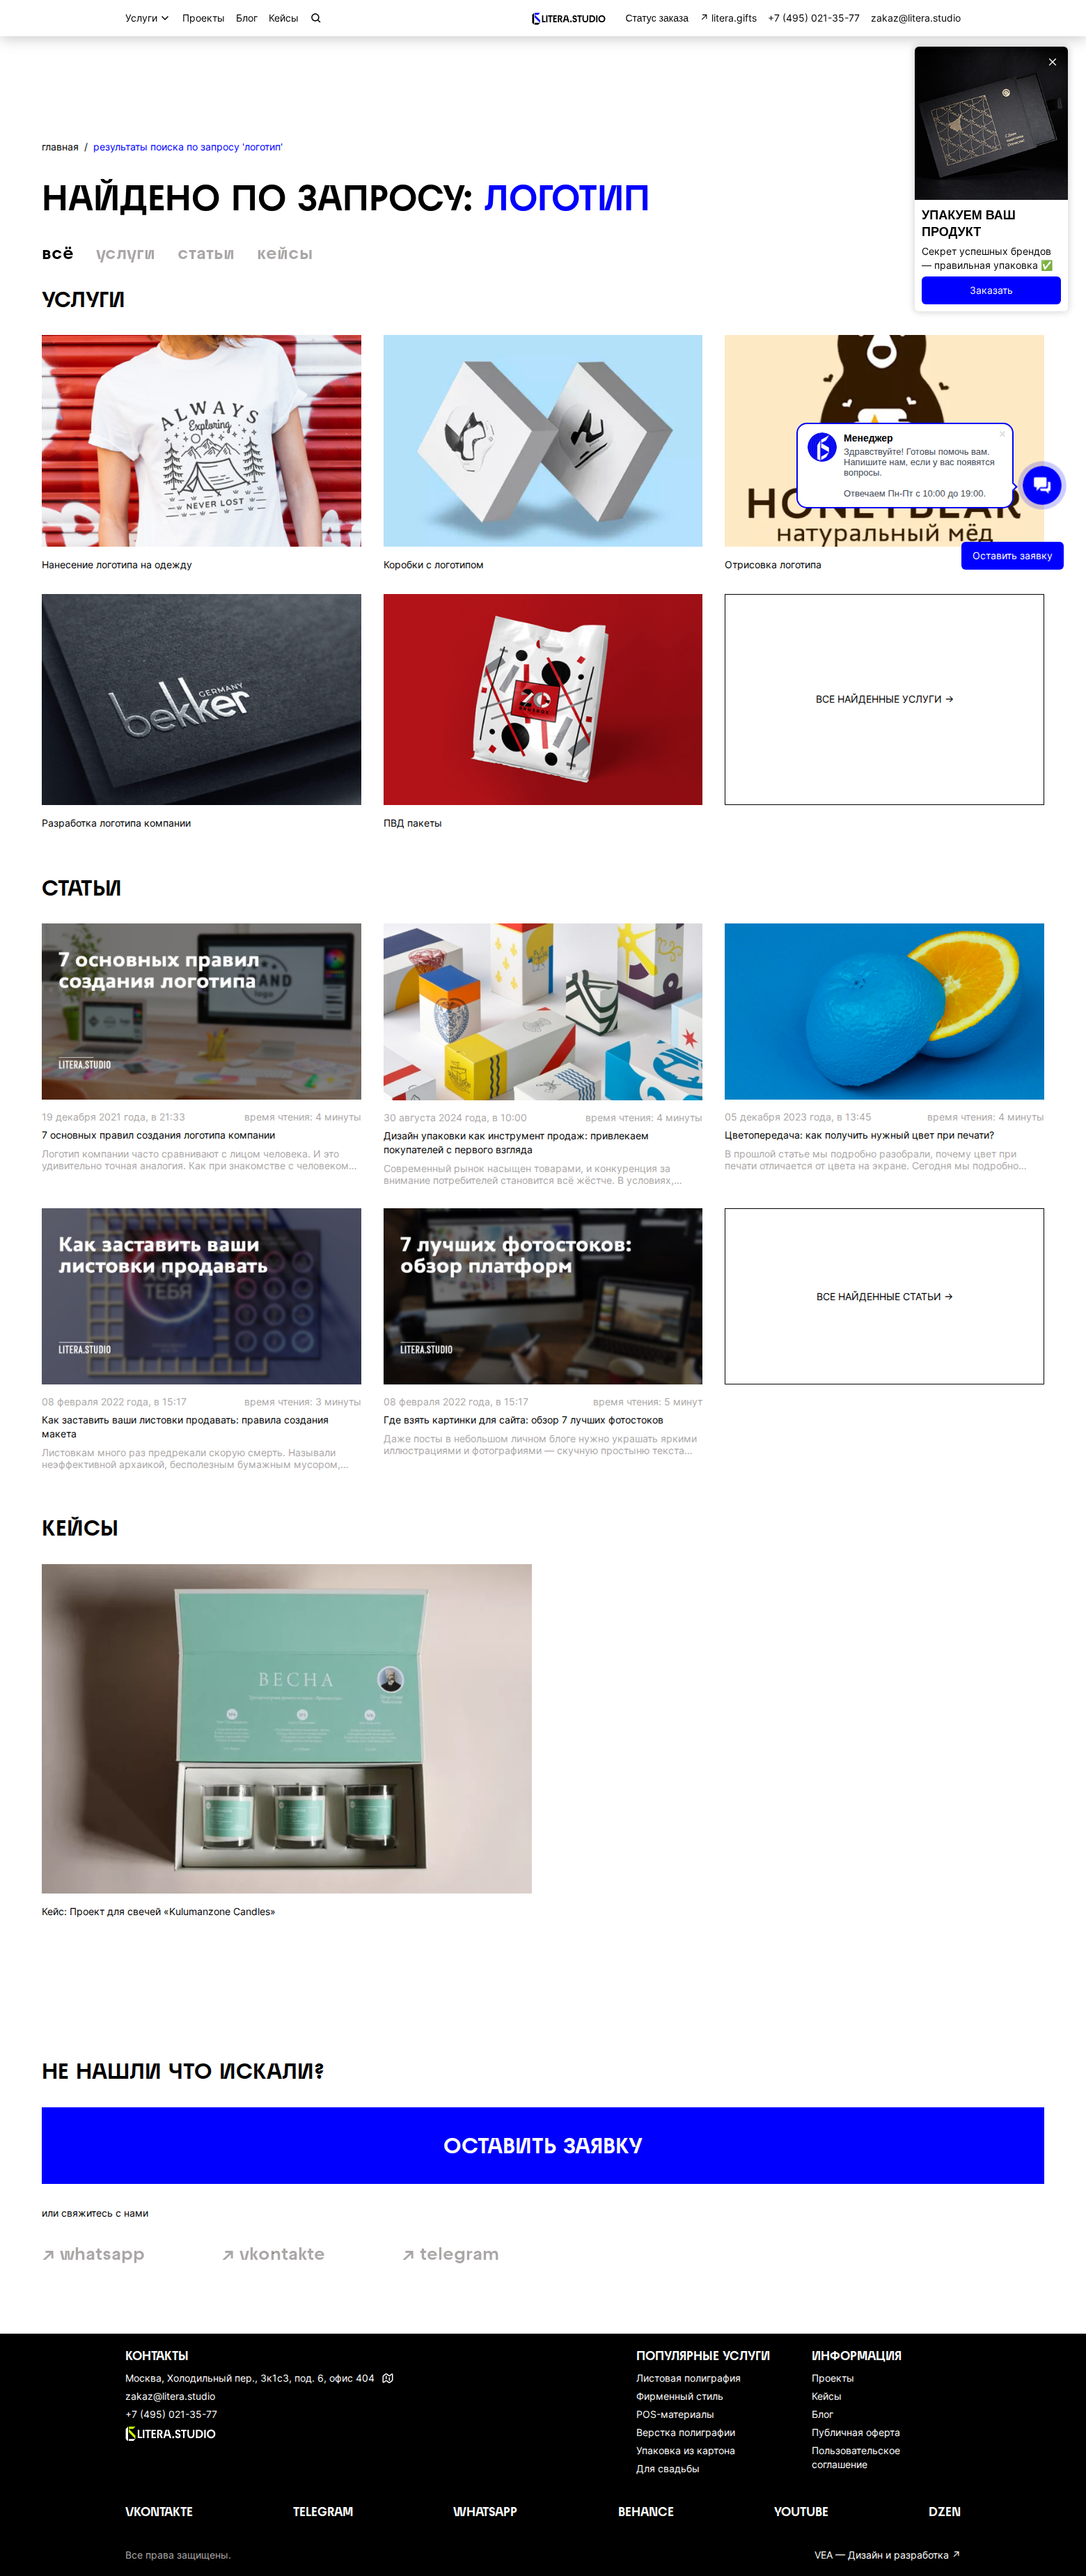 Услуги Проекты Блог Кейсы
LITERA.STUDIO Статус заказа ↗ litera.gifts +7 (495) 021-35-77 zakaz@litera.studio
главная / результаты поиска по запросу 'логотип'
НАЙДЕНО ПО ЗАПРОСУ: ЛОГОТИП
всё услуги статьи кейсы
УПАКУЕМ ВАШ
ПРОДУКТ
Секрет успешных брендов
— правильная упаковка ✅
Заказать
УСЛУГИ
ALWAYS
Exploring
NEVER LOST
HONEYBEAR
натуральный мёд
Менеджер
Здравствуйте! Готовы помочь вам.
Напишите нам, если у вас появятся
вопросы.
Отвечаем Пн-Пт с 10:00 до 19:00.
Оставить заявку
Нанесение логотипа на одежду
Коробки с логотипом
Отрисовка логотипа
bekker
GERMANY
ВСЕ НАЙДЕННЫЕ УСЛУГИ →
Разработка логотипа компании
ПВД пакеты
СТАТЬИ
7 основных правил
создания логотипа
LITERA.STUDIO
19 декабря 2021 года, в 21:33 время чтения: 4 минуты
7 основных правил создания логотипа компании
Логотип компании часто сравнивают с лицом человека. И это
удивительно точная аналогия. Как при знакомстве с человеком...
30 августа 2024 года, в 10:00 время чтения: 4 минуты
Дизайн упаковки как инструмент продаж: привлекаем
покупателей с первого взгляда
Современный рынок насыщен товарами, и конкуренция за
внимание потребителей становится всё жёстче. В условиях,...
05 декабря 2023 года, в 13:45 время чтения: 4 минуты
Цветопередача: как получить нужный цвет при печати?
В прошлой статье мы подробно разобрали, почему цвет при
печати отличается от цвета на экране. Сегодня мы подробно...
Как заставить ваши
листовки продавать
LITERA.STUDIO
7 лучших фотостоков:
обзор платформ
LITERA.STUDIO
ВСЕ НАЙДЕННЫЕ СТАТЬИ →
08 февраля 2022 года, в 15:17 время чтения: 3 минуты
Как заставить ваши листовки продавать: правила создания
макета
Листовкам много раз предрекали скорую смерть. Называли
неэффективной архаикой, бесполезным бумажным мусором,...
08 февраля 2022 года, в 15:17 время чтения: 5 минут
Где взять картинки для сайта: обзор 7 лучших фотостоков
Даже посты в небольшом личном блоге нужно украшать яркими
иллюстрациями и фотографиями — скучную простыню текста...
КЕЙСЫ
ВЕСНА
Кейс: Проект для свечей «Kulumanzone Candles»
НЕ НАШЛИ ЧТО ИСКАЛИ?
ОСТАВИТЬ ЗАЯВКУ
или свяжитесь с нами
↗ whatsapp ↗ vkontakte ↗ telegram
КОНТАКТЫ
Москва, Холодильный пер., 3к1с3, под. 6, офис 404
zakaz@litera.studio
+7 (495) 021-35-77
LITERA.STUDIO
ПОПУЛЯРНЫЕ УСЛУГИ
Листовая полиграфия
Фирменный стиль
POS-материалы
Верстка полиграфии
Упаковка из картона
Для свадьбы
ИНФОРМАЦИЯ
Проекты
Кейсы
Блог
Публичная оферта
Пользовательское
соглашение
VKONTAKTE TELEGRAM WHATSAPP BEHANCE YOUTUBE DZEN
Все права защищены.
VEA — Дизайн и разработка ↗